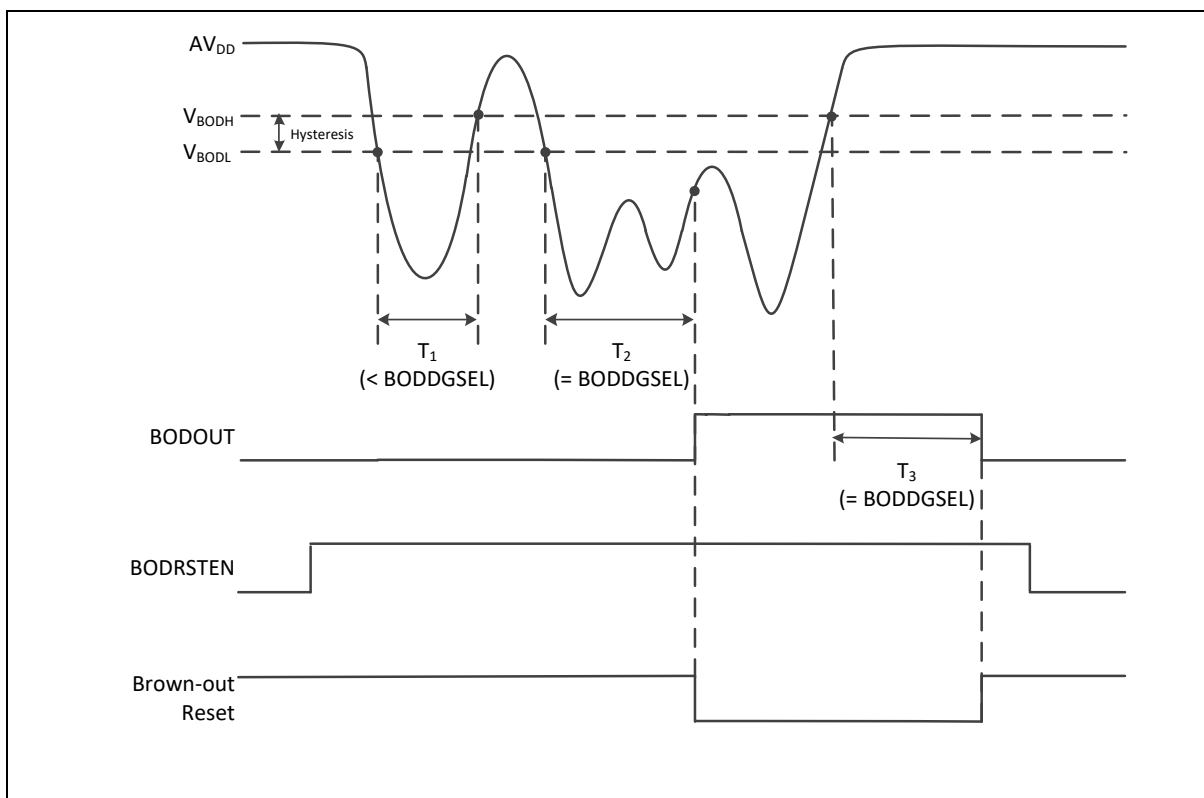 AVDD
VBODH
Hysteresis
VBODL
T1
(< BODDGSEL)
T2
(= BODDGSEL)
BODOUT
T3
(= BODDGSEL)
BODRSTEN
Brown-out
Reset